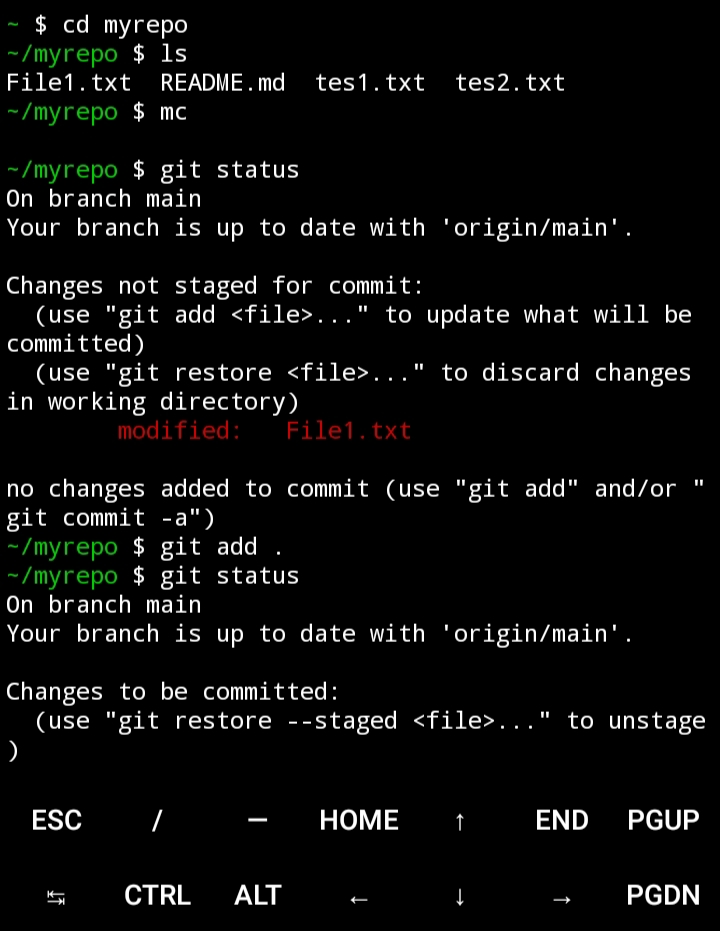 ~ $ cd myrepo
~/myrepo $ ls
File1.txt  README.md  tes1.txt  tes2.txt
~/myrepo $ mc

~/myrepo $ git status
On branch main
Your branch is up to date with 'origin/main'.

Changes not staged for commit:
  (use "git add <file>..." to update what will be
committed)
  (use "git restore <file>..." to discard changes
in working directory)
        modified:   File1.txt

no changes added to commit (use "git add" and/or "
git commit -a")
~/myrepo $ git add .
~/myrepo $ git status
On branch main
Your branch is up to date with 'origin/main'.

Changes to be committed:
  (use "git restore --staged <file>..." to unstage
)
ESC / — HOME ↑ END PGUP
↹ CTRL ALT ← ↓ → PGDN